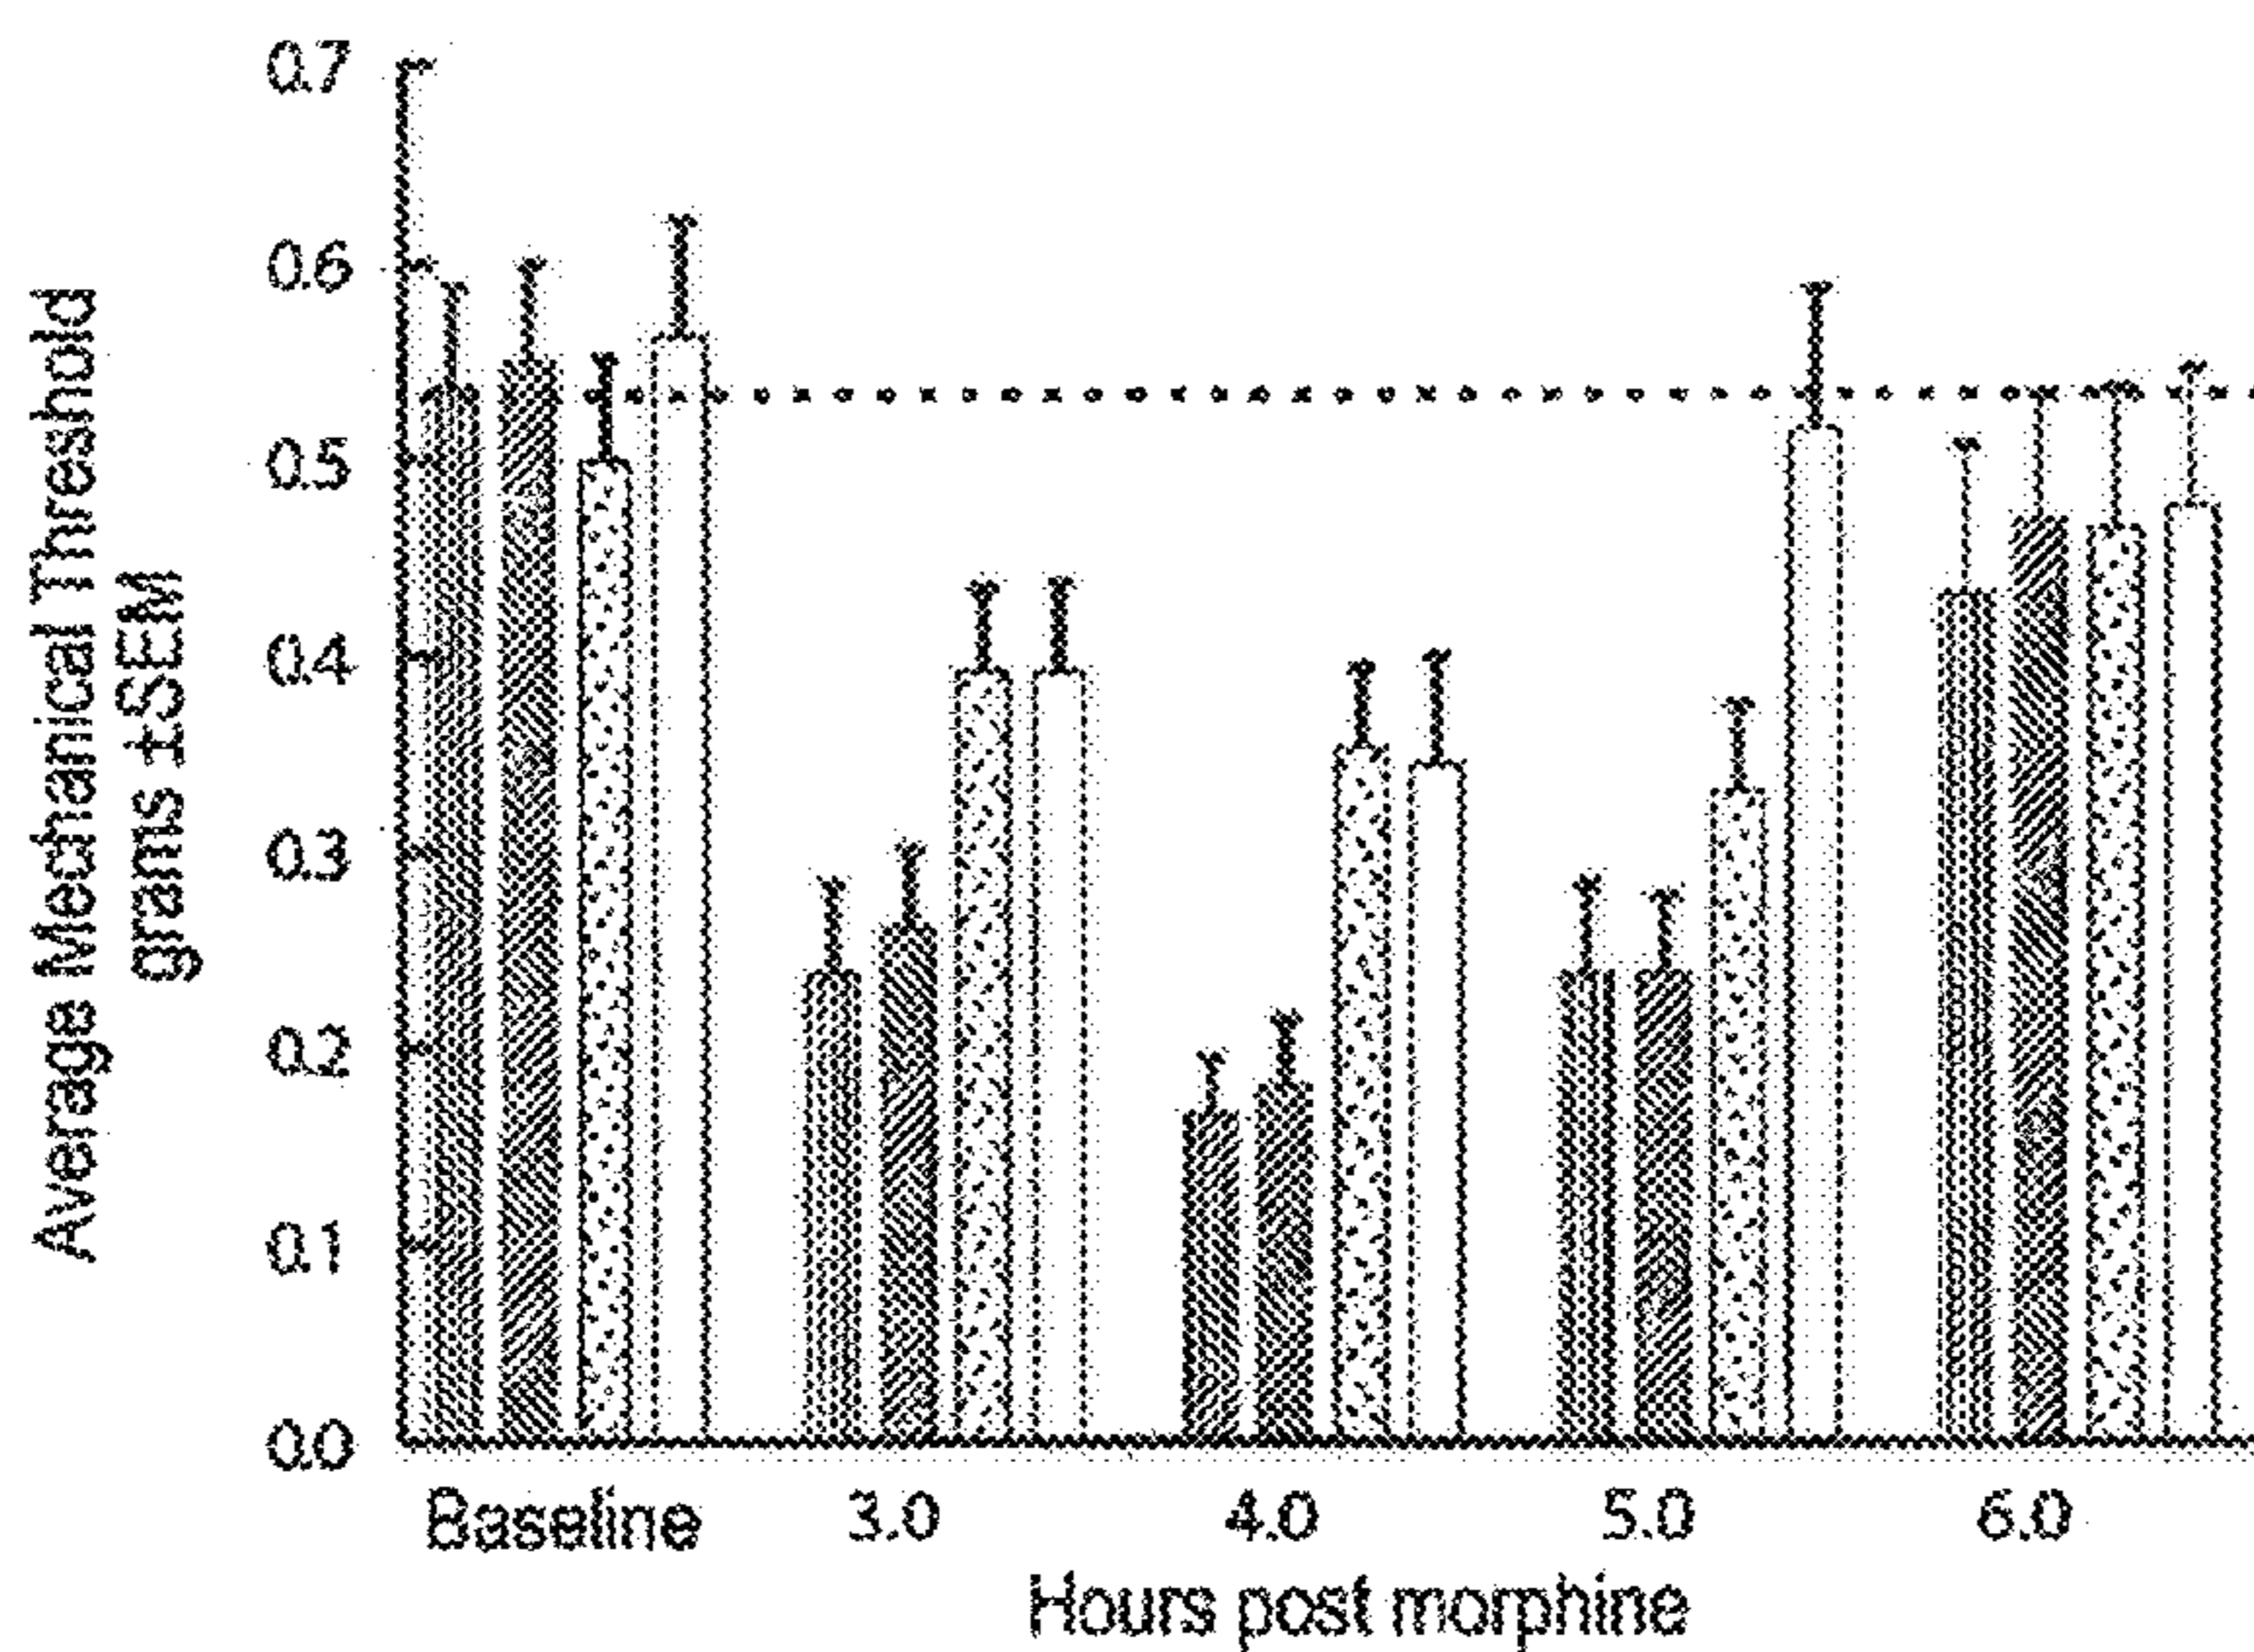 Average Mechanical Threshold
grams ±SEM
0.7
0.6
0.5
0.4
0.3
0.2
0.1
0.0
Baseline 3.0 4.0 5.0 6.0
Hours post morphine